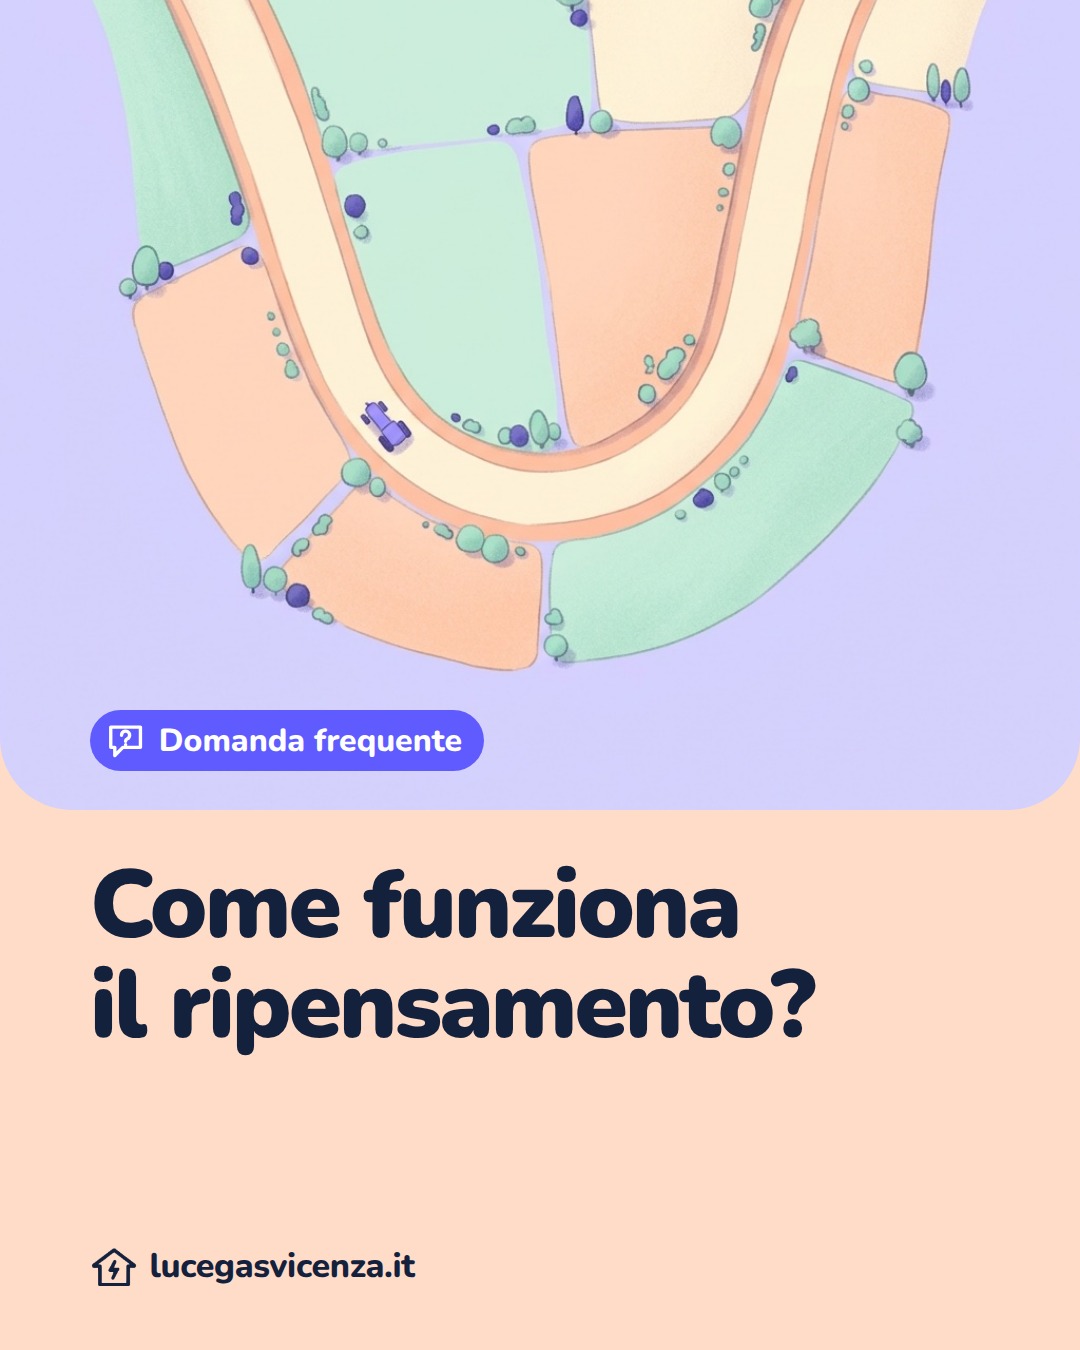 Domanda frequente
Come funziona
il ripensamento?
lucegasvicenza.it